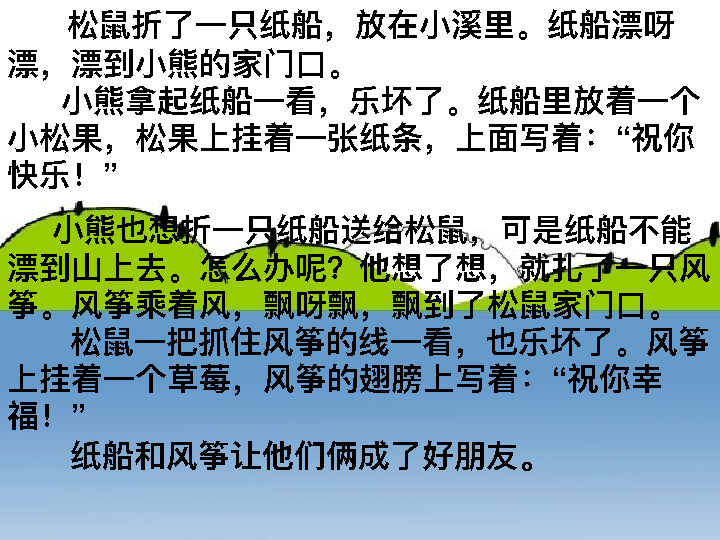 松鼠折了一只纸船，放在小溪里。纸船漂呀
漂，漂到小熊的家门口。
小熊拿起纸船一看，乐坏了。纸船里放着一个
小松果，松果上挂着一张纸条，上面写着：“祝你
快乐！”
小熊也想折一只纸船送给松鼠，可是纸船不能
漂到山上去。怎么办呢？他想了想，就扎了一只风
筝。风筝乘着风，飘呀飘，飘到了松鼠家门口。
松鼠一把抓住风筝的线一看，也乐坏了。风筝
上挂着一个草莓，风筝的翅膀上写着：“祝你幸
福！”
纸船和风筝让他们俩成了好朋友。